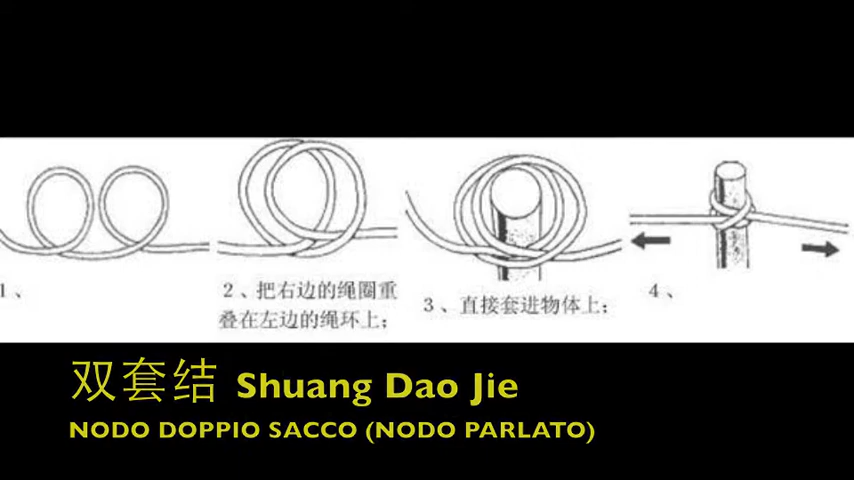 1、
2、把右边的绳圈重
叠在左边的绳环上；
3、直接套进物体上；
4、
双套结 Shuang Dao Jie
NODO DOPPIO SACCO (NODO PARLATO)